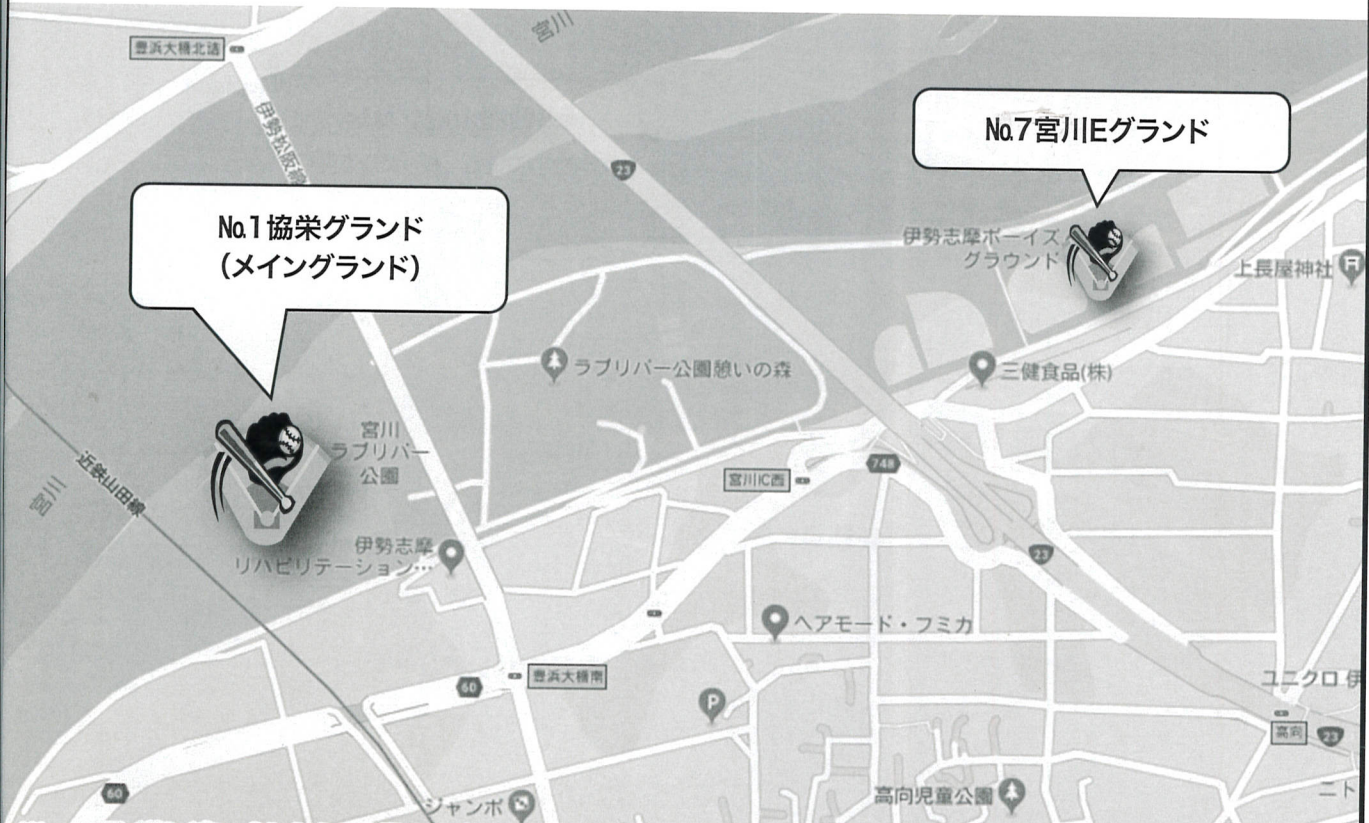 宮川
豊浜大橋北詰
伊勢松阪線
23
№7宮川Eグランド
№1協栄グランド
(メイングランド)
伊勢志摩ボーイズ
グラウンド
上長屋神社
ラブリバー公園憩いの森
三健食品(株)
宮川
ラブリバー
公園
近鉄山田線
宮川
748
宮川IC西
伊勢志摩
リハビリテーション…
23
ヘアモード・フミカ
60
豊浜大橋南
P
ユニクロ 伊
高向
23
60
ジャンボ
高向児童公園
ニト